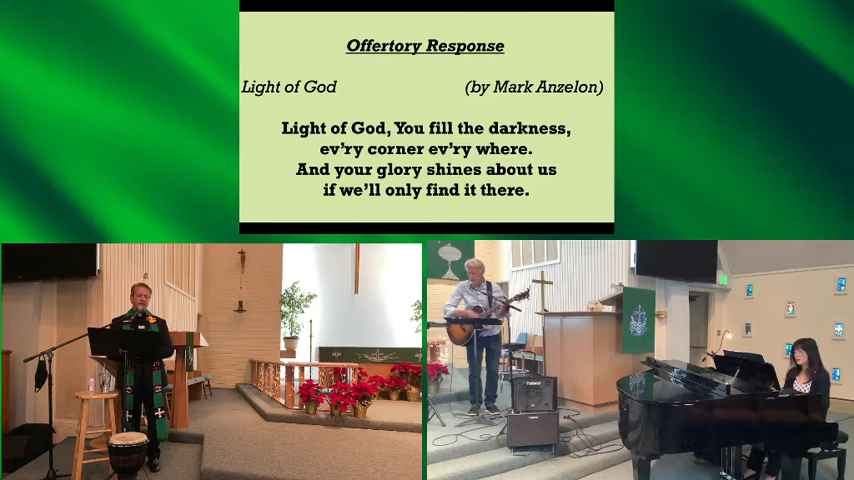 Offertory Response
Light of God (by Mark Anzelon)
Light of God, You fill the darkness,
ev'ry corner ev'ry where.
And your glory shines about us
if we'll only find it there.
Roland